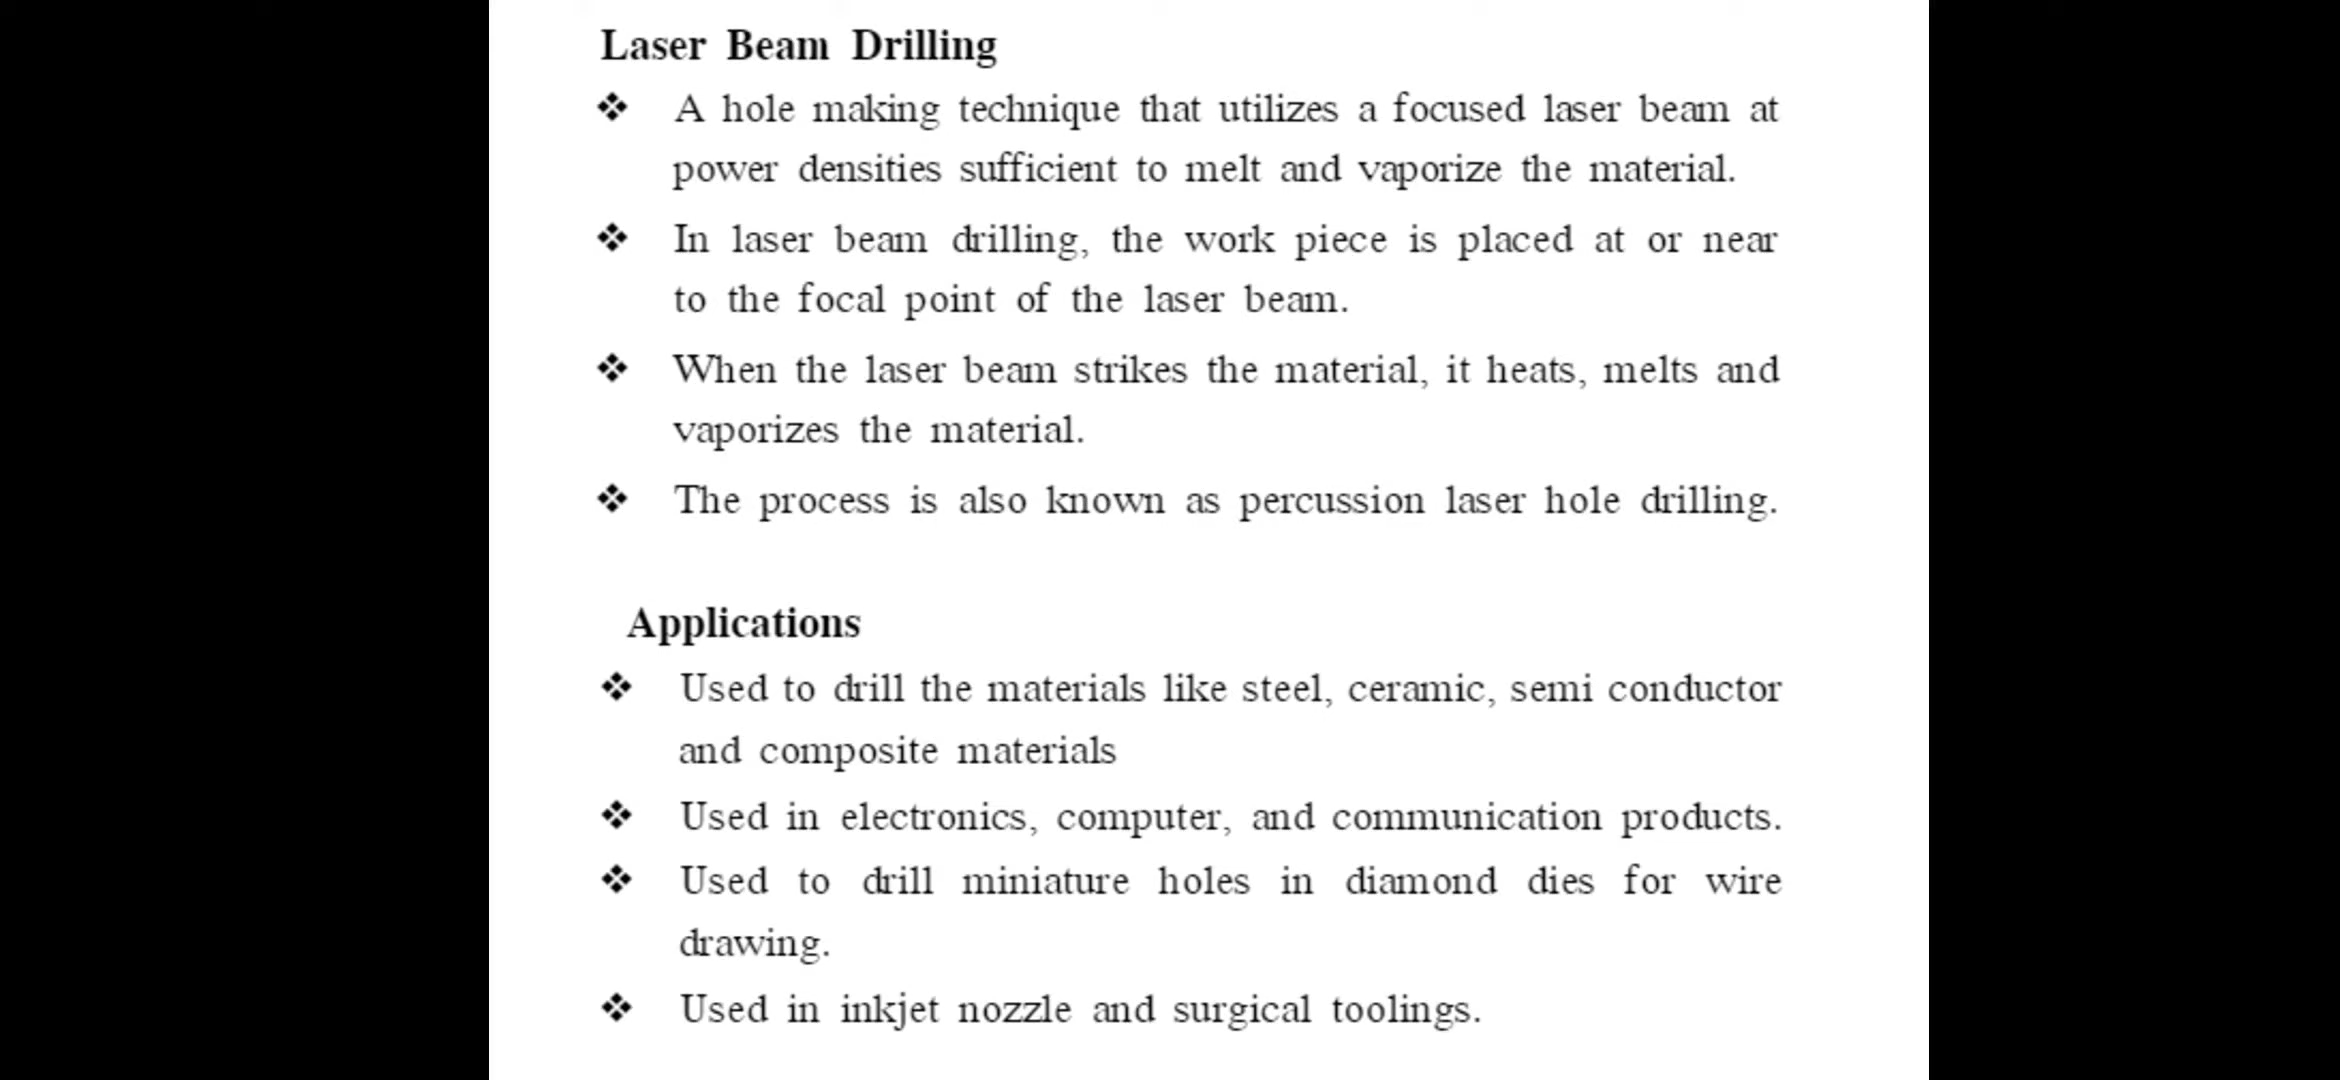 Laser Beam Drilling
❖ A hole making technique that utilizes a focused laser beam at
power densities sufficient to melt and vaporize the material.
❖ In laser beam drilling, the work piece is placed at or near
to the focal point of the laser beam.
❖ When the laser beam strikes the material, it heats, melts and
vaporizes the material.
❖ The process is also known as percussion laser hole drilling.
Applications
❖ Used to drill the materials like steel, ceramic, semi conductor
and composite materials
❖ Used in electronics, computer, and communication products.
❖ Used to drill miniature holes in diamond dies for wire
drawing.
❖ Used in inkjet nozzle and surgical toolings.